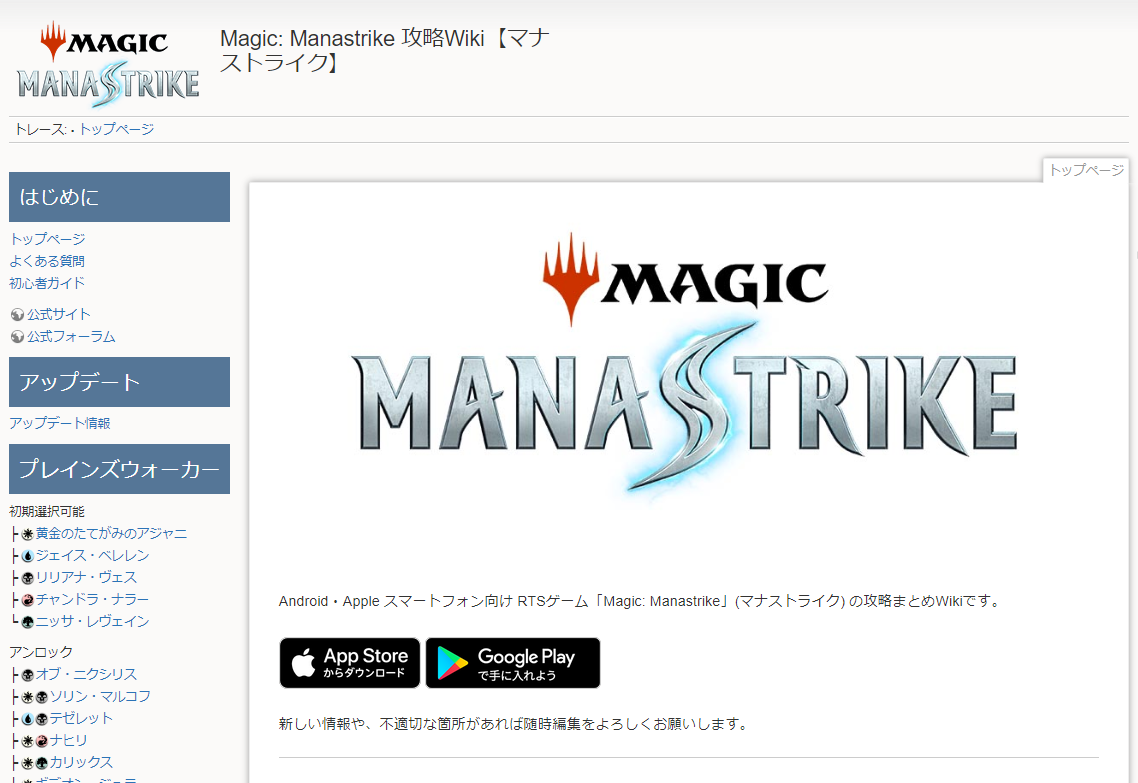 MAGIC
MANASTRIKE
Magic: Manastrike 攻略Wiki【マナ
ストライク】
トレース: • トップページ
トップページ
はじめに
トップページ
よくある質問
初心者ガイド
公式サイト
公式フォーラム
アップデート
アップデート情報
プレインズウォーカー
初期選択可能
├ 黄金のたてがみのアジャニ
├ ジェイス・ベレレン
├ リリアナ・ヴェス
├ チャンドラ・ナラー
└ ニッサ・レヴェイン
アンロック
├ オブ・ニクシリス
├ ソリン・マルコフ
├ テゼレット
├ ナヒリ
├ カリックス
MAGIC
MANASTRIKE
Android・Apple スマートフォン向け RTSゲーム「Magic: Manastrike」(マナストライク) の攻略まとめWikiです。
App Store
からダウンロード
Google Play
で手に入れよう
新しい情報や、不適切な箇所があれば随時編集をよろしくお願いします。